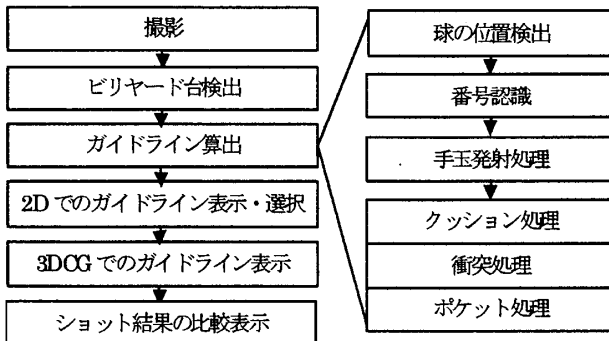 撮影
ビリヤード台検出
ガイドライン算出
2Dでのガイドライン表示・選択
3DCGでのガイドライン表示
ショット結果の比較表示
球の位置検出
番号認識
手玉発射処理
クッション処理
衝突処理
ポケット処理